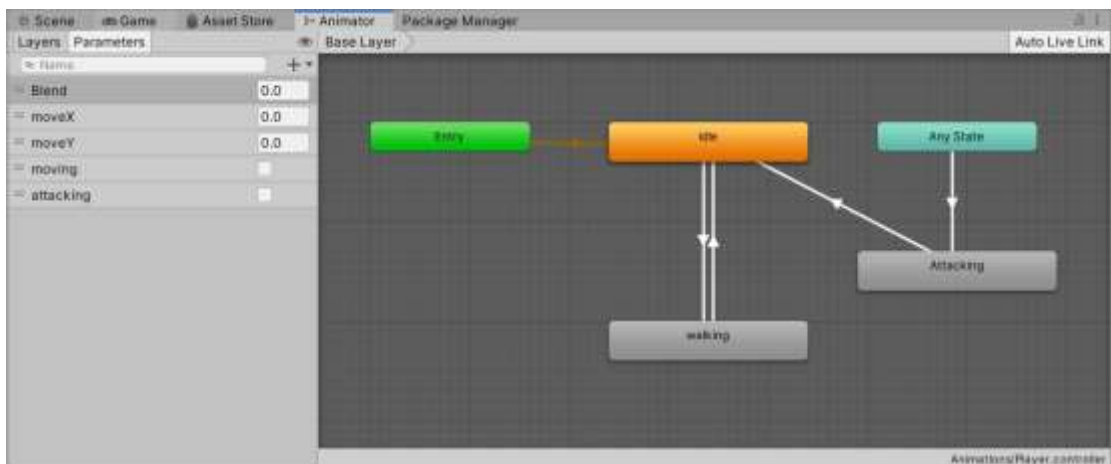 Scene Game Asset Store Animator Package Manager
Layers Parameters Base Layer Auto Live Link
Name
Blend 0.0
moveX 0.0
moveY 0.0
moving
attacking
Entry Idle Any State
Attacking
walking
Animations/Player.controller